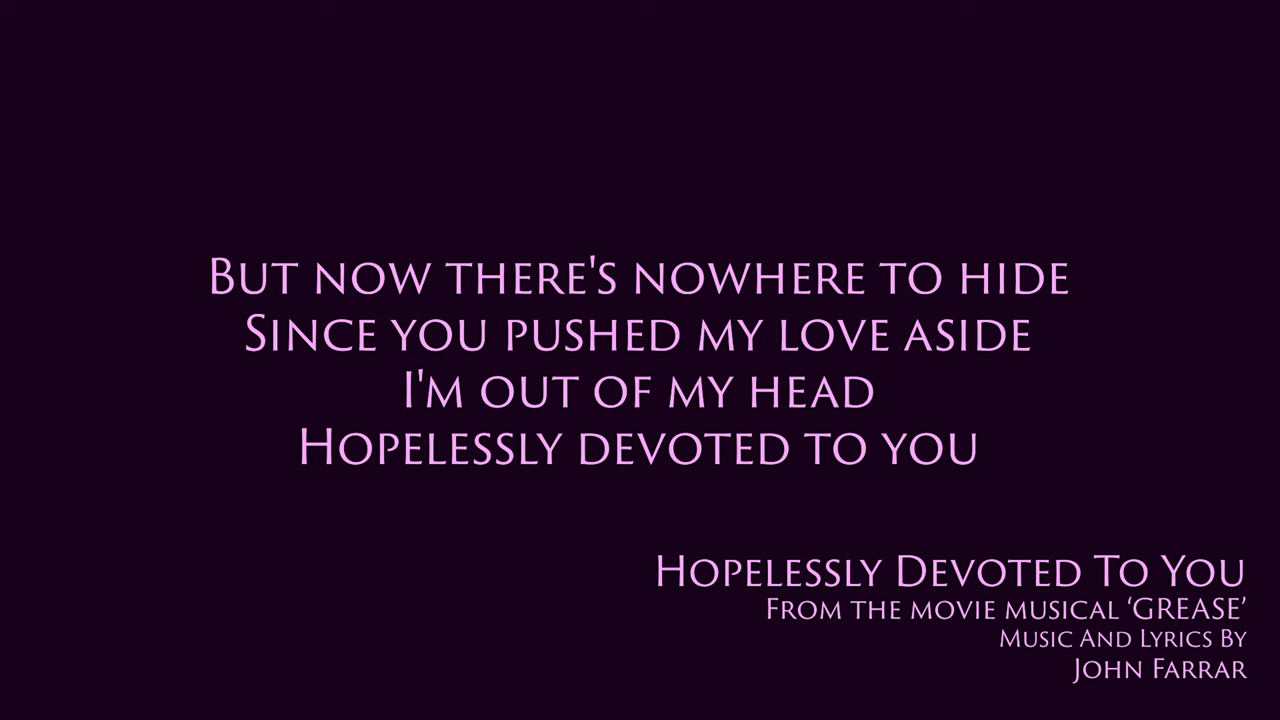 But now there's nowhere to hide
Since you pushed my love aside
I'm out of my head
Hopelessly devoted to you
Hopelessly Devoted To You
From the movie musical ‘GREASE’
Music And Lyrics By
John Farrar